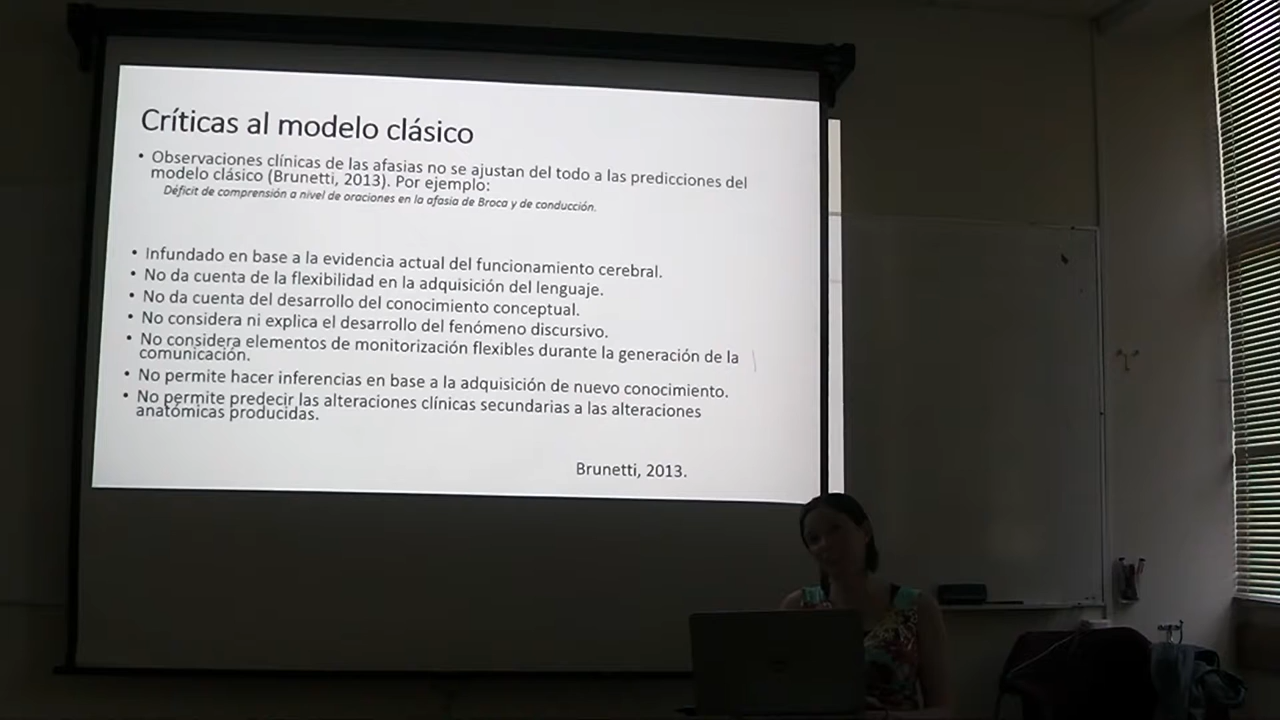 Críticas al modelo clásico
• Observaciones clínicas de las afasias no se ajustan del todo a las predicciones del
modelo clásico (Brunetti, 2013). Por ejemplo:
Déficit de comprensión a nivel de oraciones en la afasia de Broca y de conducción.
• Infundado en base a la evidencia actual del funcionamiento cerebral.
• No da cuenta de la flexibilidad en la adquisición del lenguaje.
• No da cuenta del desarrollo del conocimiento conceptual.
• No considera ni explica el desarrollo del fenómeno discursivo.
• No considera elementos de monitorización flexibles durante la generación de la
comunicación.
• No permite hacer inferencias en base a la adquisición de nuevo conocimiento.
• No permite predecir las alteraciones clínicas secundarias a las alteraciones
anatómicas producidas.
Brunetti, 2013.